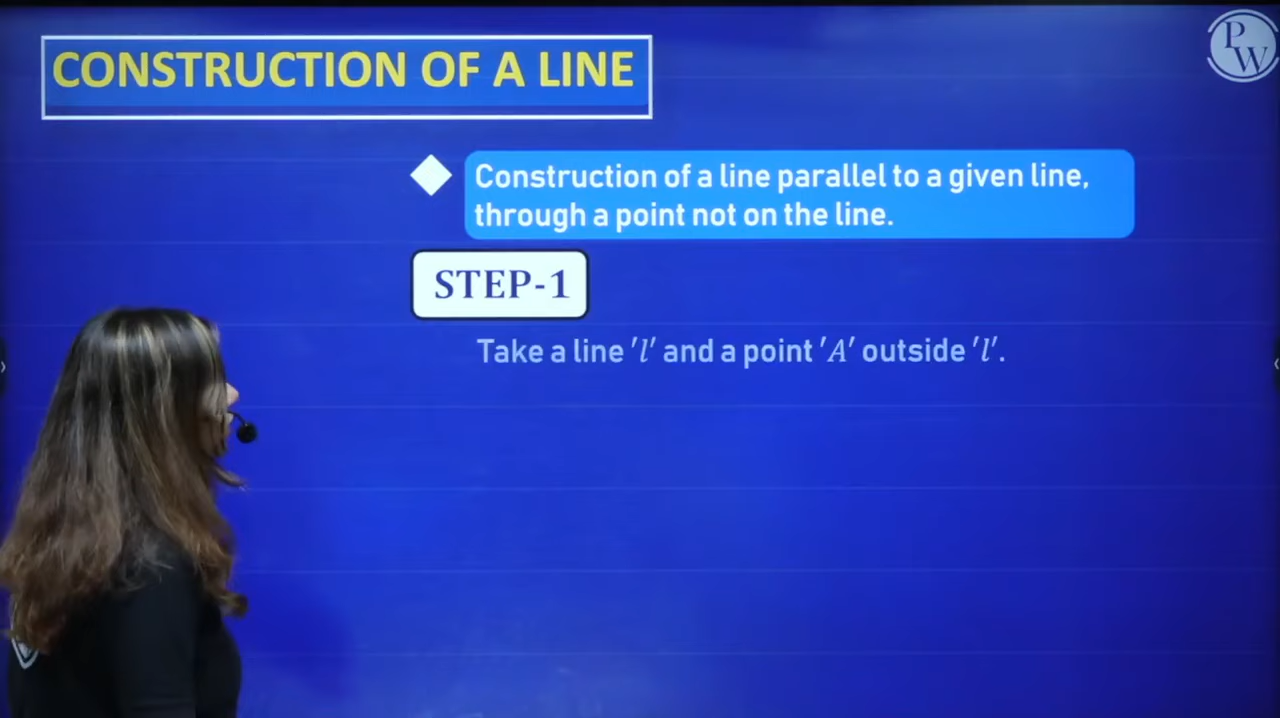 CONSTRUCTION OF A LINE
PW
Construction of a line parallel to a given line,
through a point not on the line.
STEP-1
Take a line 'l' and a point 'A' outside 'l'.